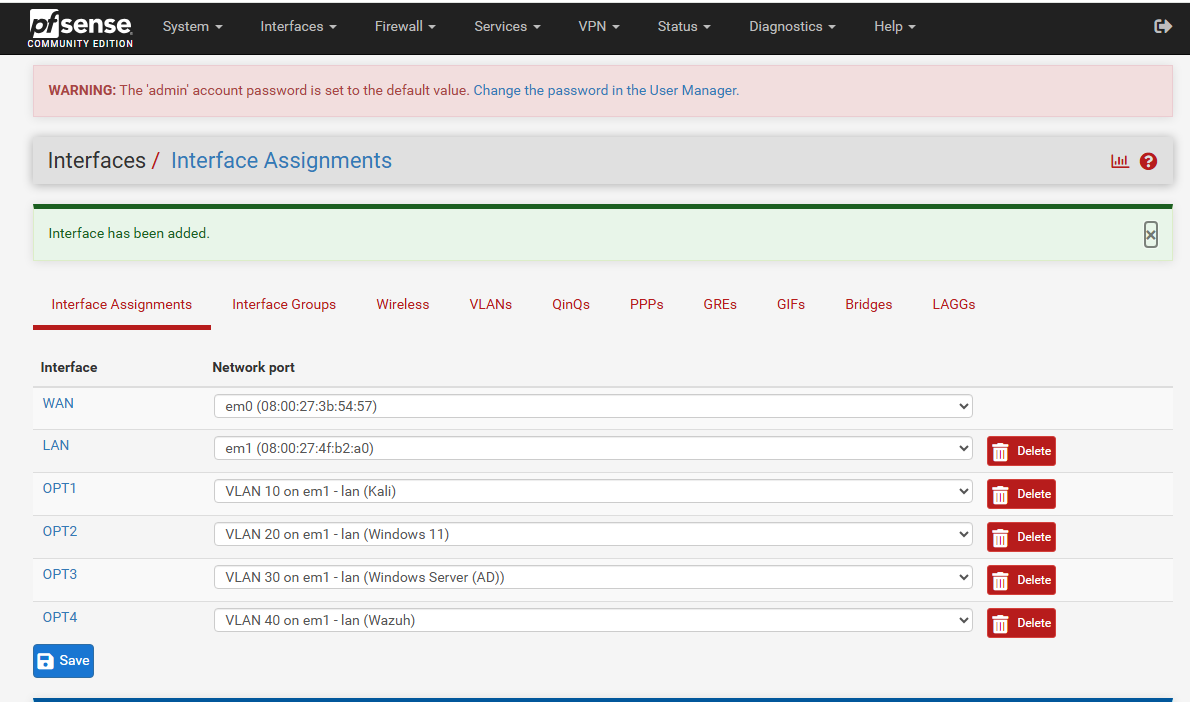 pfsense COMMUNITY EDITION System Interfaces Firewall Services VPN Status Diagnostics Help
WARNING: The 'admin' account password is set to the default value. Change the password in the User Manager.
Interfaces / Interface Assignments
Interface has been added.
Interface Assignments Interface Groups Wireless VLANs QinQs PPPs GREs GIFs Bridges LAGGs
Interface Network port
WAN em0 (08:00:27:3b:54:57)
LAN em1 (08:00:27:4f:b2:a0) Delete
OPT1 VLAN 10 on em1 - lan (Kali) Delete
OPT2 VLAN 20 on em1 - lan (Windows 11) Delete
OPT3 VLAN 30 on em1 - lan (Windows Server (AD)) Delete
OPT4 VLAN 40 on em1 - lan (Wazuh) Delete
Save